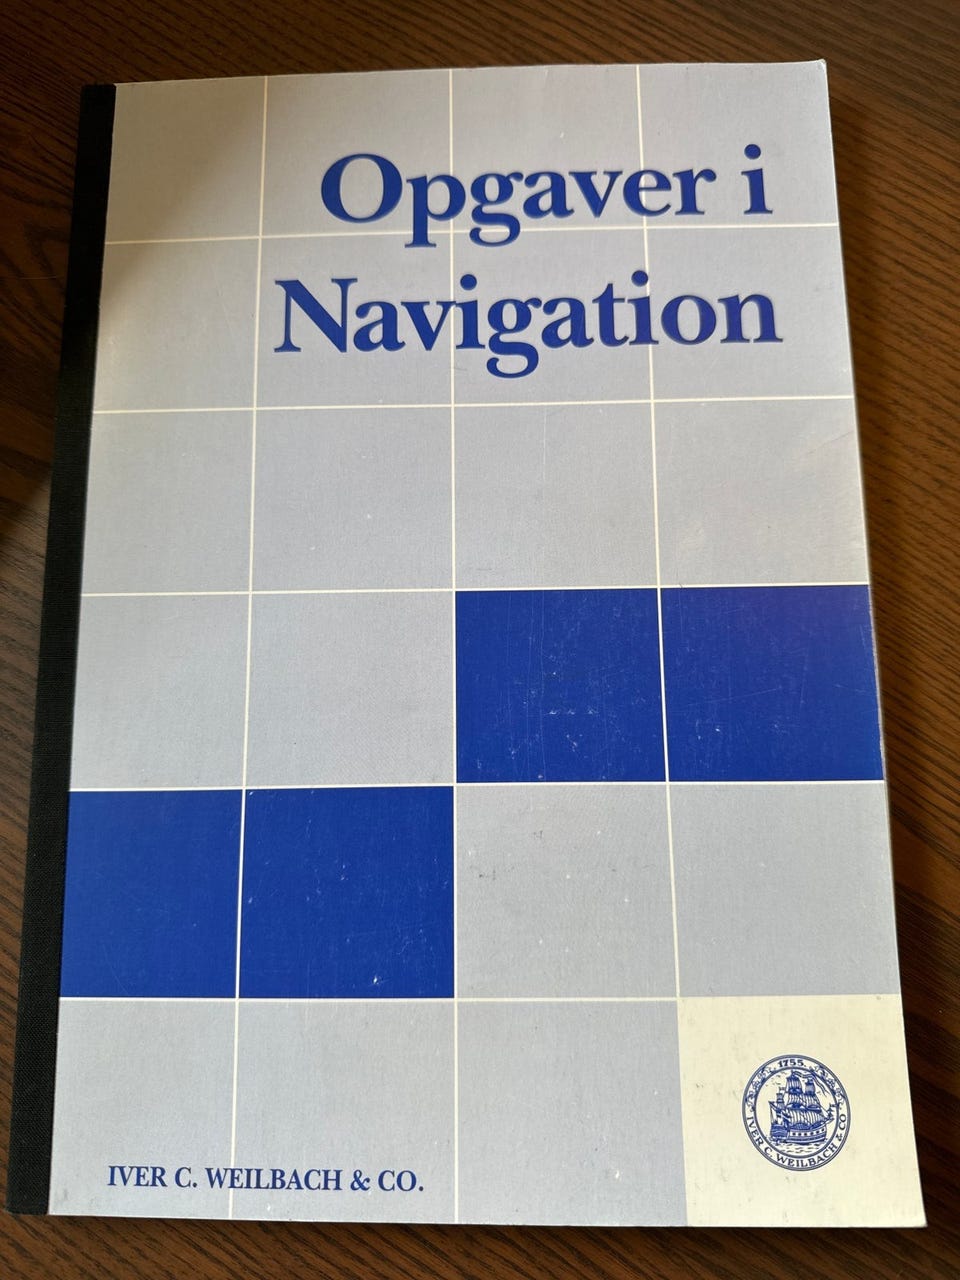 Opgaver i
Navigation
IVER C. WEILBACH & CO.
1755
IVER C. WEILBACH & CO